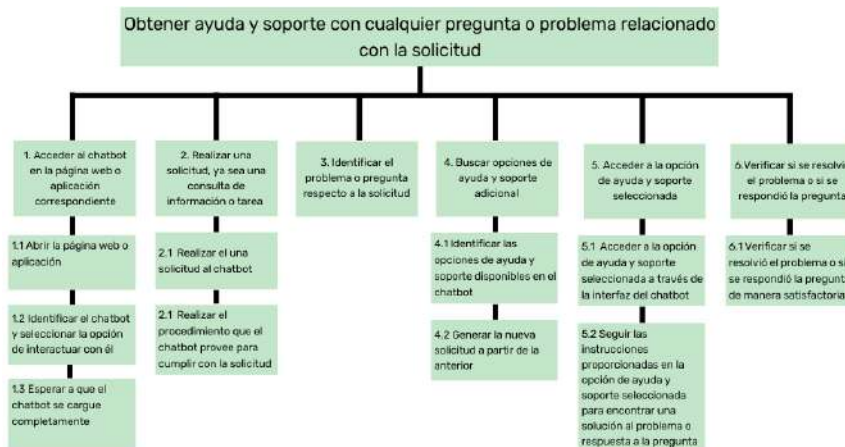 Obtener ayuda y soporte con cualquier pregunta o problema relacionado
con la solicitud
1. Acceder al chatbot
en la página web o
aplicación
correspondiente
1.1 Abrir la página web o
aplicación
1.2 Identificar el chatbot
y seleccionar la opción
de interactuar con él
1.3 Esperar a que el
chatbot se cargue
completamente
2. Realizar una
solicitud, ya sea una
consulta de
información o tarea
2.1 Realizar el una
solicitud al chatbot
2.1 Realizar el
procedimiento que el
chatbot provee para
cumplir con la solicitud
3. Identificar el
problema o pregunta
respecto a la solicitud
4. Buscar opciones de
ayuda y soporte
adicional
4.1 Identificar las
opciones de ayuda y
soporte disponibles en el
chatbot
4.2 Generar la nueva
solicitud a partir de la
anterior
5. Acceder a la opción
de ayuda y soporte
seleccionada
5.1 Acceder a la opción
de ayuda y soporte
seleccionada a través de
la interfaz del chatbot
5.2 Seguir las
instrucciones
proporcionadas en la
opción de ayuda y
soporte seleccionada
para encontrar una
solución al problema o
respuesta a la pregunta
6.Verificar si se resolvi
el problema o si se
respondió la pregunta
6.1 Verificar si se
resolvió el problema o si
se respondió la pregunt
de manera satisfactoria